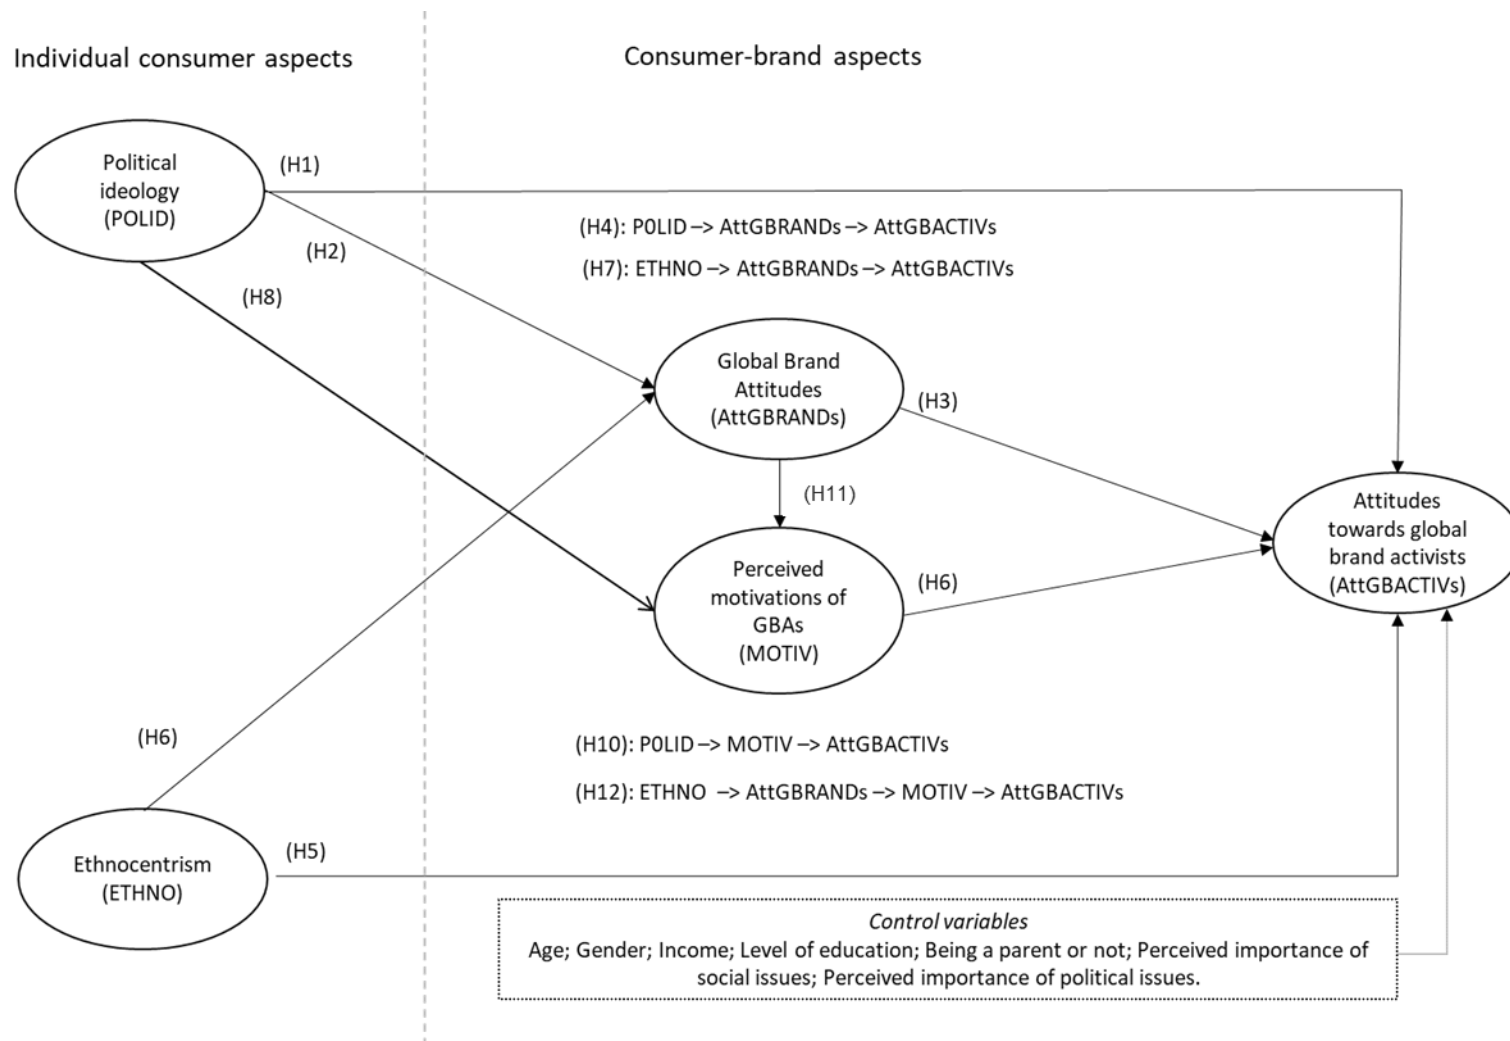 Individual consumer aspects
Consumer-brand aspects
Political
ideology
(POLID)
(H1)
(H2)
(H8)
(H4): P0LID –> AttGBRANDs –> AttGBACTIVs
(H7): ETHNO –> AttGBRANDs –> AttGBACTIVs
Global Brand
Attitudes
(AttGBRANDs)
(H3)
(H11)
Perceived
motivations of
GBAs
(MOTIV)
(H6)
Attitudes
towards global
brand activists
(AttGBACTIVs)
(H6)
(H10): P0LID –> MOTIV –> AttGBACTIVs
(H12): ETHNO –> AttGBRANDs –> MOTIV –> AttGBACTIVs
Ethnocentrism
(ETHNO)
(H5)
Control variables
Age; Gender; Income; Level of education; Being a parent or not; Perceived importance of
social issues; Perceived importance of political issues.